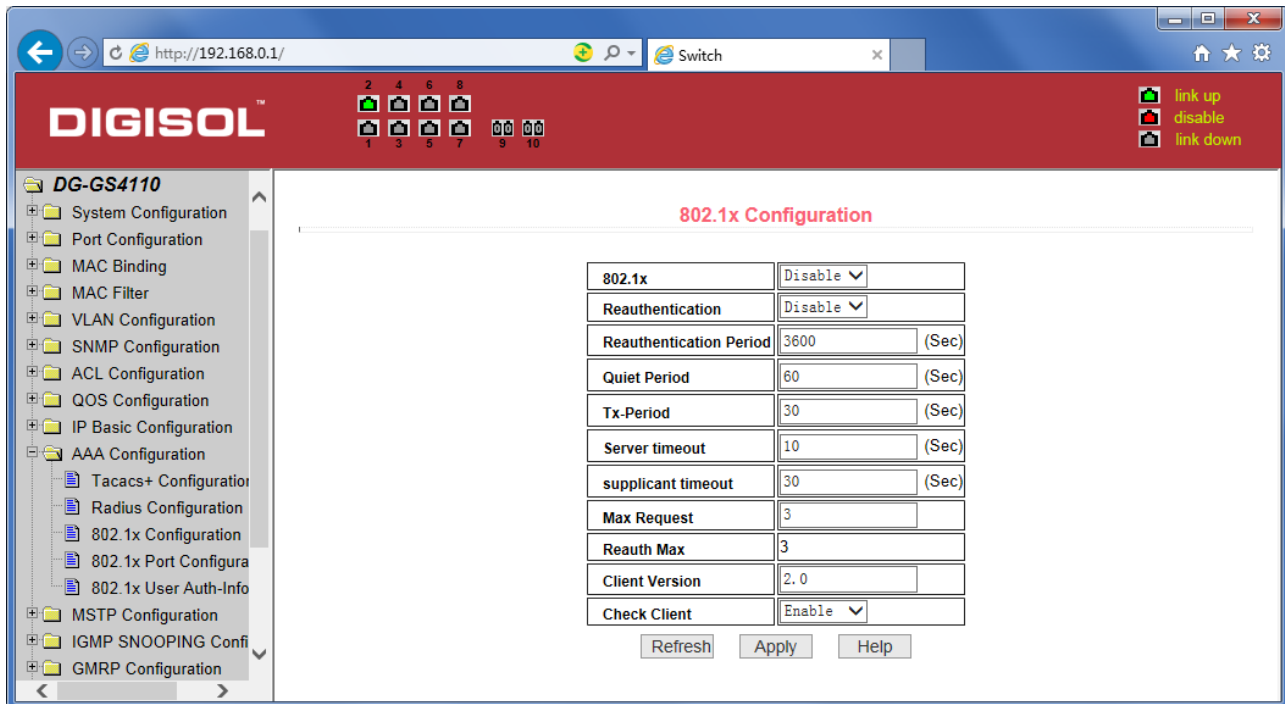 http://192.168.0.1/
Switch
DIGISOL™
2 4 6 8
1 3 5 7 9 10
link up
disable
link down
DG-GS4110
System Configuration
Port Configuration
MAC Binding
MAC Filter
VLAN Configuration
SNMP Configuration
ACL Configuration
QOS Configuration
IP Basic Configuration
AAA Configuration
Tacacs+ Configuration
Radius Configuration
802.1x Configuration
802.1x Port Configura
802.1x User Auth-Info
MSTP Configuration
IGMP SNOOPING Confi
GMRP Configuration
802.1x Configuration
802.1x Disable
Reauthentication Disable
Reauthentication Period 3600 (Sec)
Quiet Period 60 (Sec)
Tx-Period 30 (Sec)
Server timeout 10 (Sec)
supplicant timeout 30 (Sec)
Max Request 3
Reauth Max 3
Client Version 2.0
Check Client Enable
Refresh Apply Help